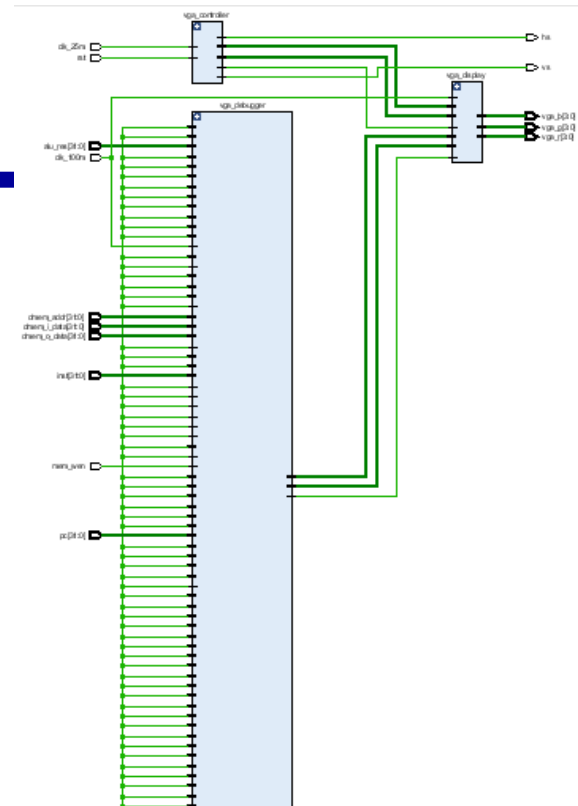 vga_controller
clk_25m
rst
hs
vs
vga_display
vga_b[3:0]
vga_g[3:0]
vga_r[3:0]
vga_debugger
alu_res[31:0]
clk_100m
dmem_addr[31:0]
dmem_i_data[31:0]
dmem_o_data[31:0]
inst[31:0]
mem_wen
pc[31:0]